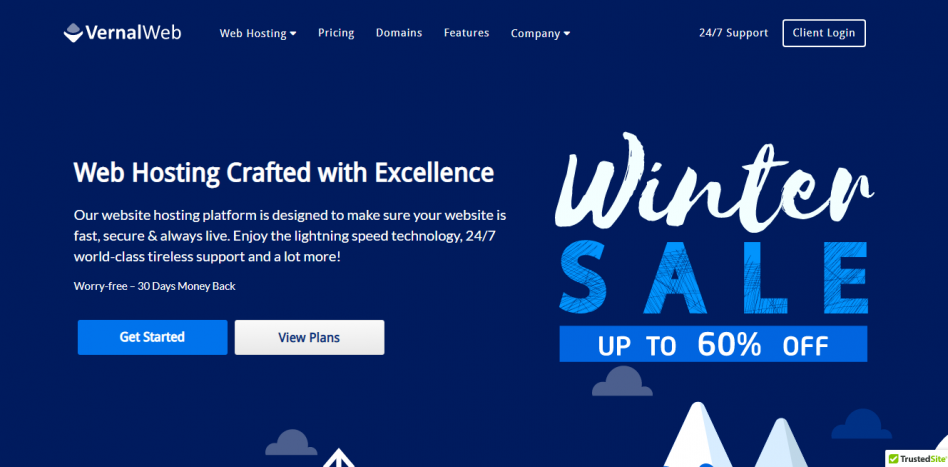 VernalWeb
Web Hosting
Pricing
Domains
Features
Company
24/7 Support
Client Login
Web Hosting Crafted with Excellence
Our website hosting platform is designed to make sure your website is
fast, secure & always live. Enjoy the lightning speed technology, 24/7
world-class tireless support and a lot more!
Worry-free – 30 Days Money Back
Get Started
View Plans
Winter
SALE
UP TO 60% OFF
TrustedSite